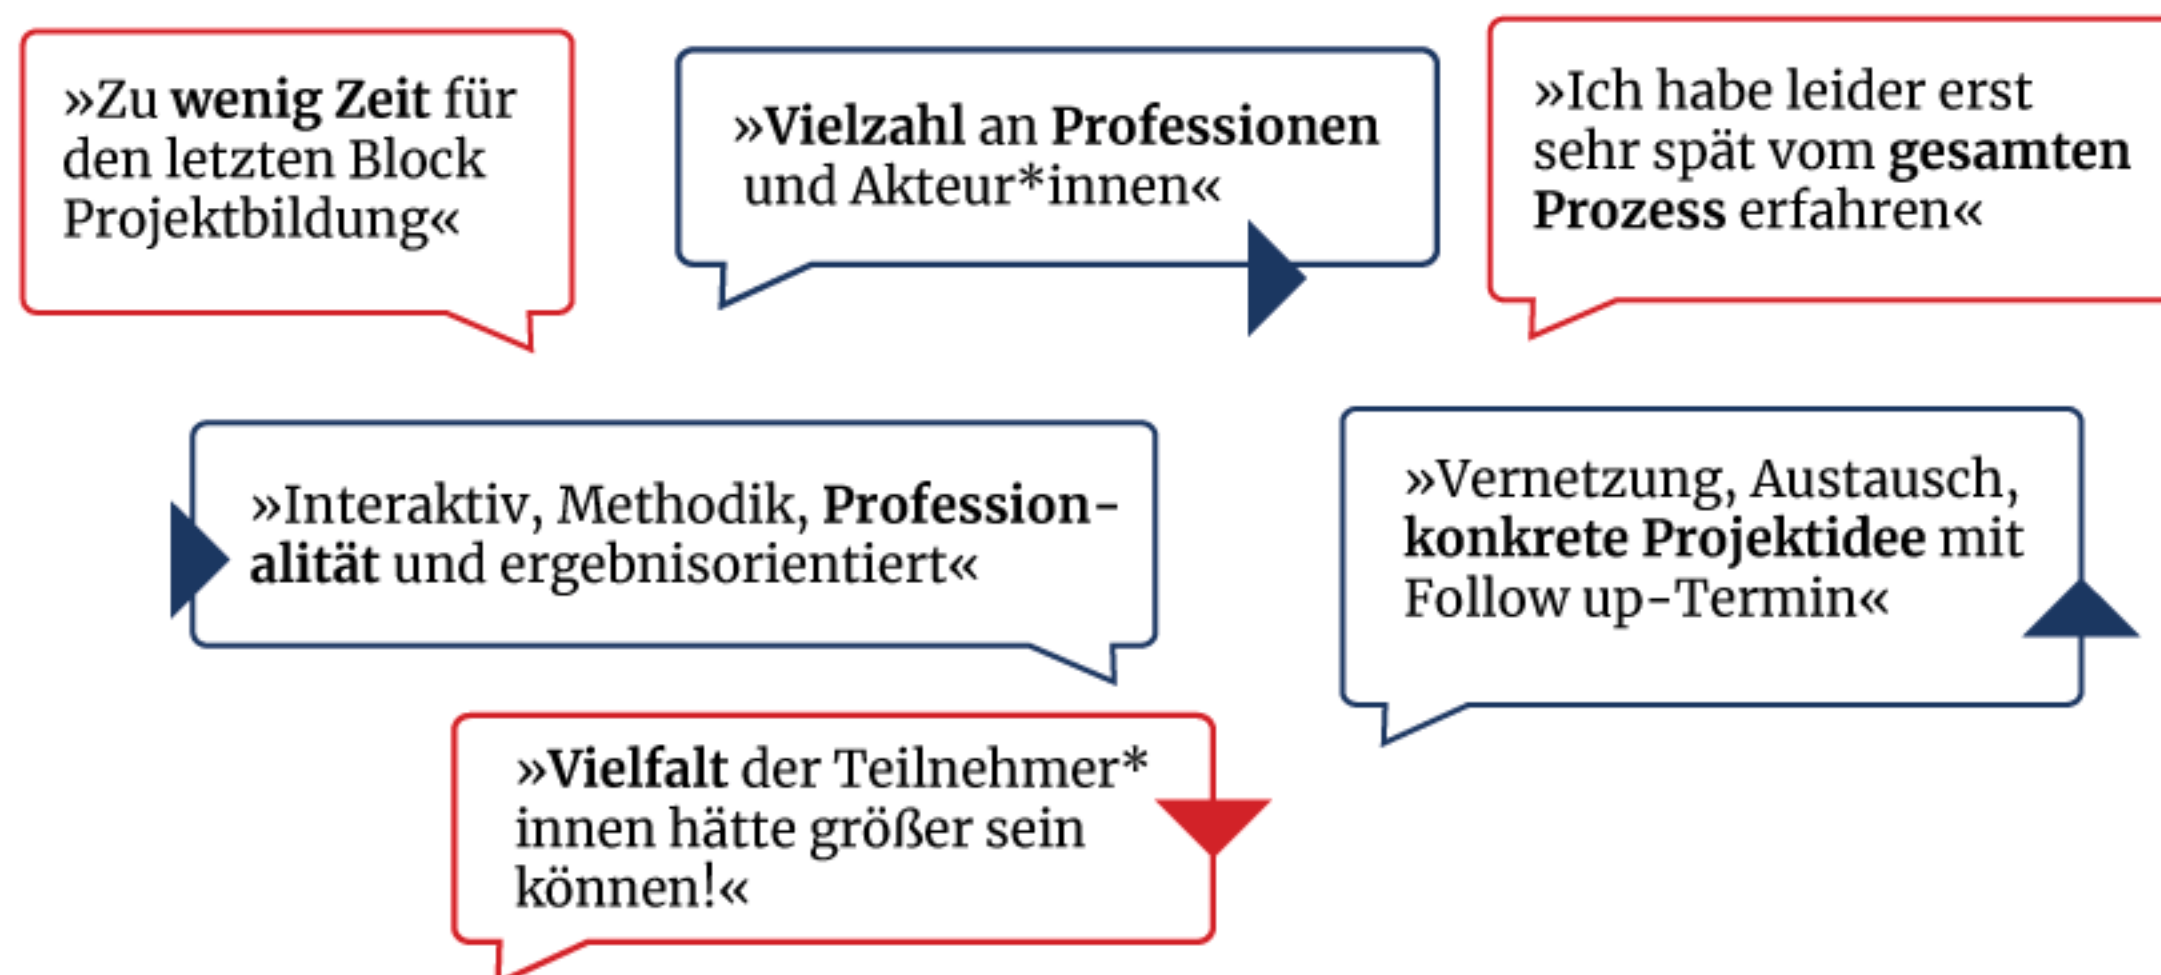 »Zu wenig Zeit für
den letzten Block
Projektbildung«
»Vielzahl an Professionen
und Akteur*innen«
»Ich habe leider erst
sehr spät vom gesamten
Prozess erfahren«
»Interaktiv, Methodik, Profession-
alität und ergebnisorientiert«
»Vernetzung, Austausch,
konkrete Projektidee mit
Follow up-Termin«
»Vielfalt der Teilnehmer*
innen hätte größer sein
können!«